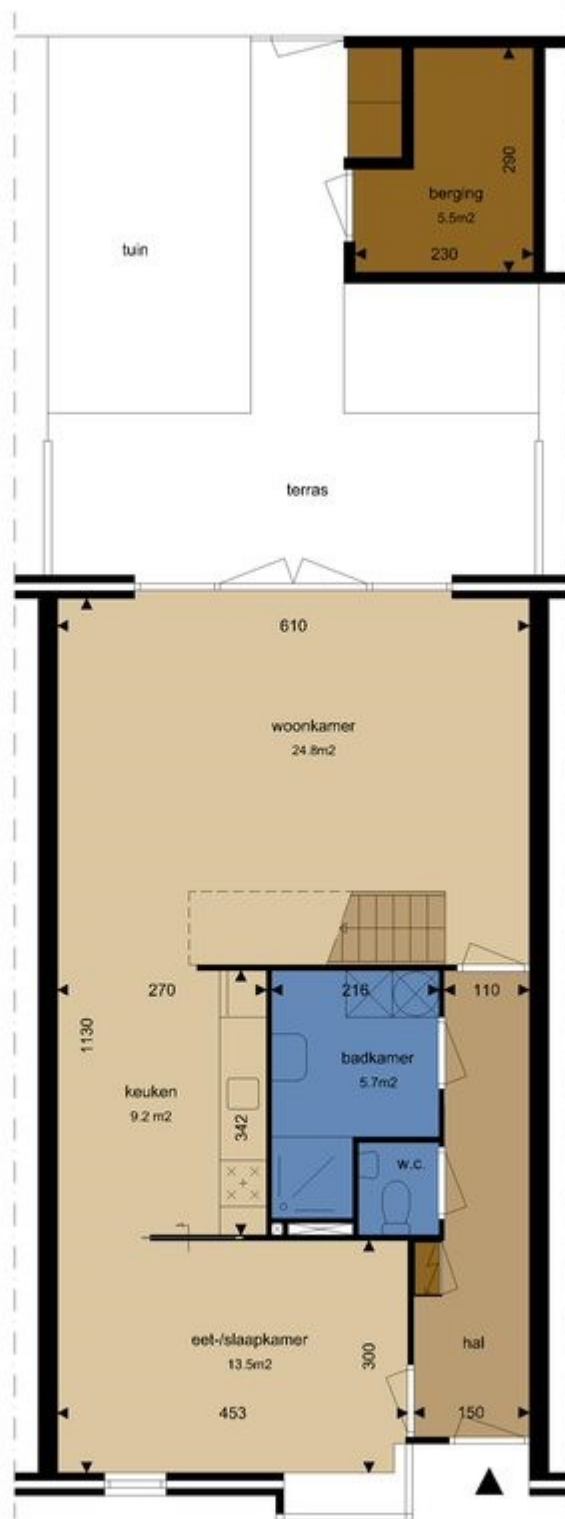 290
berging
5.5m2
230
tuin
terras
610
woonkamer
24.8m2
270
216
110
1130
badkamer
5.7m2
keuken
9.2 m2
342
w.c.
eet-/slaapkamer
13.5m2
300
hal
453
150